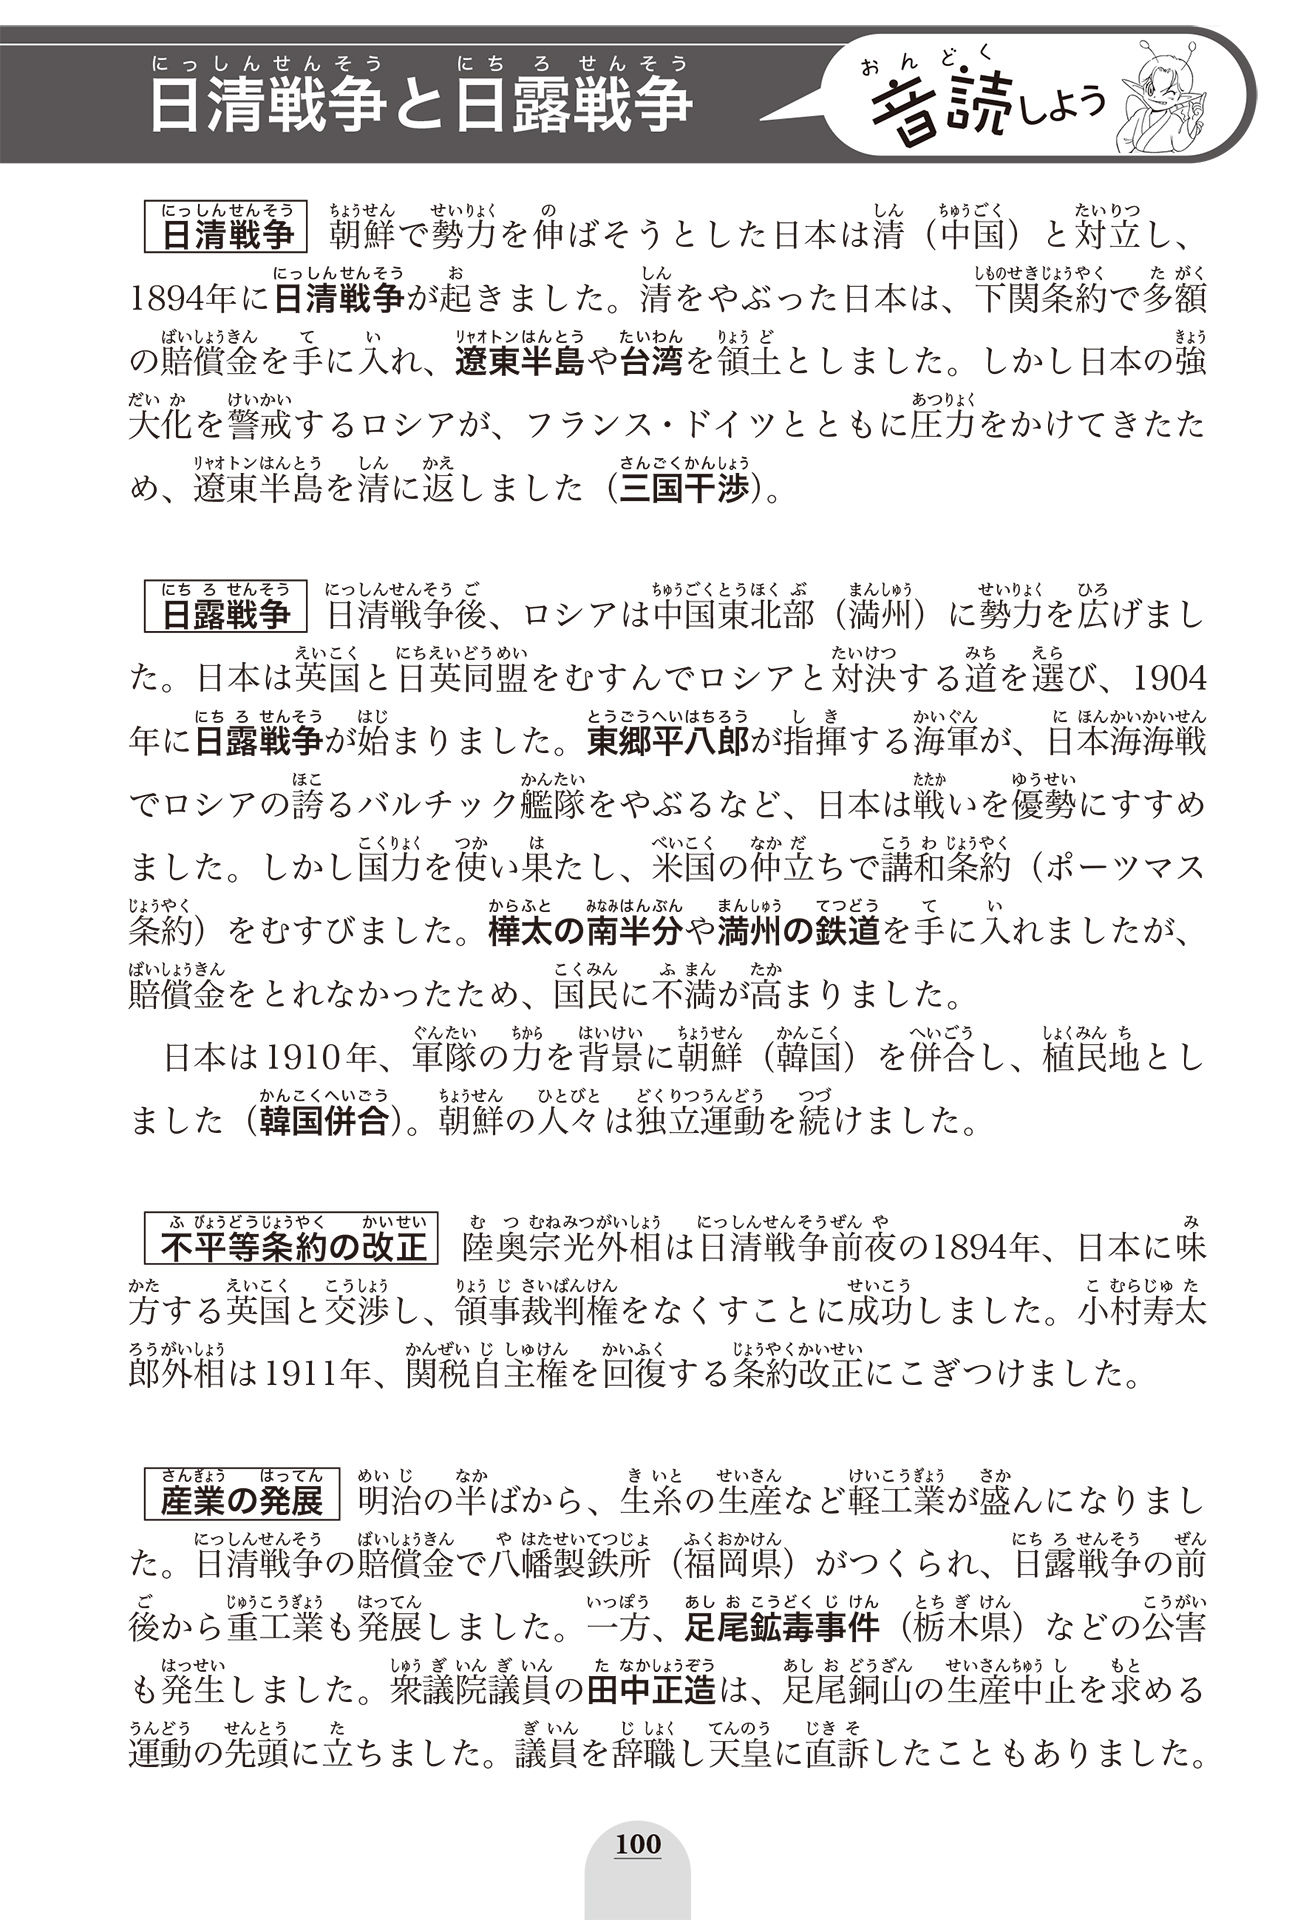 日清戦争と日露戦争
音読しよう
日清戦争 朝鮮で勢力を伸ばそうとした日本は清（中国）と対立し、
1894年に日清戦争が起きました。清をやぶった日本は、下関条約で多額
の賠償金を手に入れ、遼東半島や台湾を領土としました。しかし日本の強
大化を警戒するロシアが、フランス・ドイツとともに圧力をかけてきたた
め、遼東半島を清に返しました（三国干渉）。
日露戦争 日清戦争後、ロシアは中国東北部（満州）に勢力を広げまし
た。日本は英国と日英同盟をむすんでロシアと対決する道を選び、1904
年に日露戦争が始まりました。東郷平八郎が指揮する海軍が、日本海海戦
でロシアの誇るバルチック艦隊をやぶるなど、日本は戦いを優勢にすすめ
ました。しかし国力を使い果たし、米国の仲立ちで講和条約（ポーツマス
条約）をむすびました。樺太の南半分や満州の鉄道を手に入れましたが、
賠償金をとれなかったため、国民に不満が高まりました。
日本は1910年、軍隊の力を背景に朝鮮（韓国）を併合し、植民地とし
ました（韓国併合）。朝鮮の人々は独立運動を続けました。
不平等条約の改正 陸奥宗光外相は日清戦争前夜の1894年、日本に味
方する英国と交渉し、領事裁判権をなくすことに成功しました。小村寿太
郎外相は1911年、関税自主権を回復する条約改正にこぎつけました。
産業の発展 明治の半ばから、生糸の生産など軽工業が盛んになりまし
た。日清戦争の賠償金で八幡製鉄所（福岡県）がつくられ、日露戦争の前
後から重工業も発展しました。一方、足尾鉱毒事件（栃木県）などの公害
も発生しました。衆議院議員の田中正造は、足尾銅山の生産中止を求める
運動の先頭に立ちました。議員を辞職し天皇に直訴したこともありました。
100